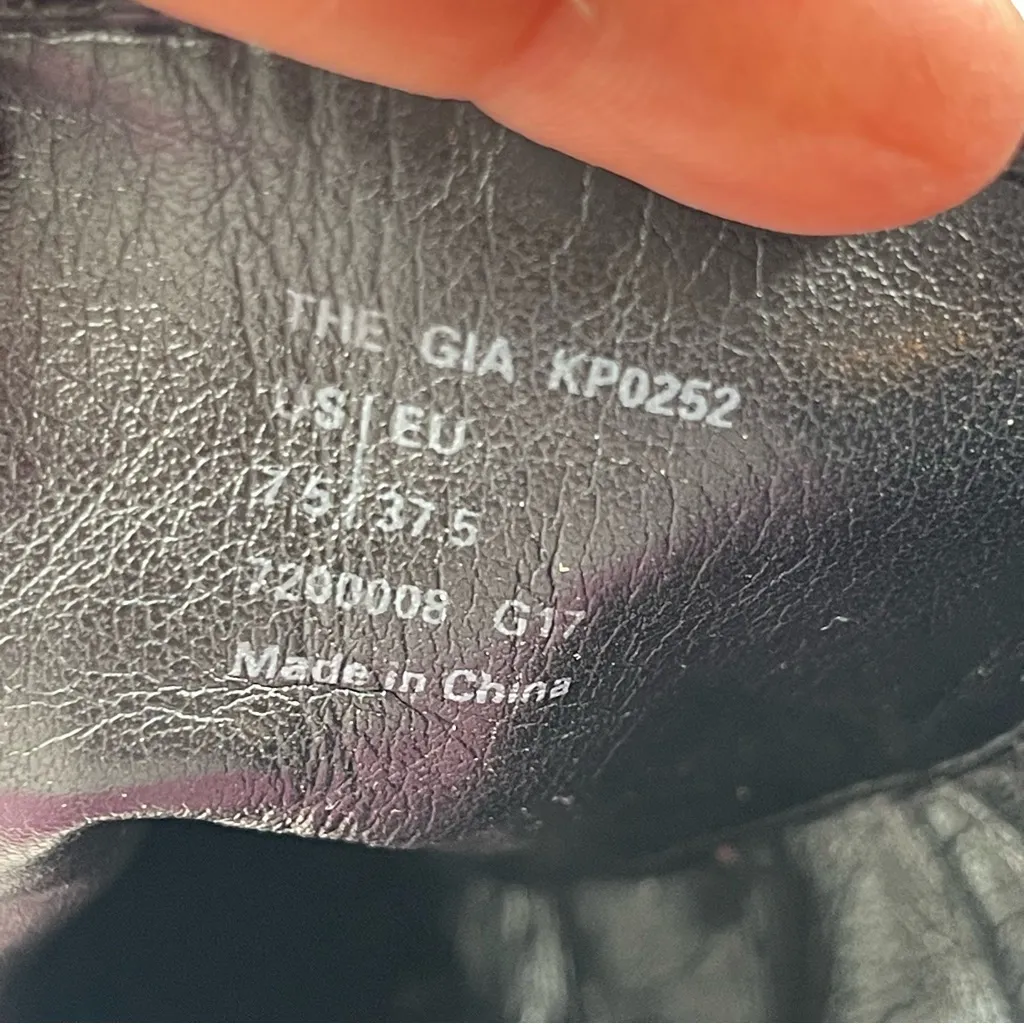 THE GIA KP0252
US | EU
7.5 | 37.5
7200008 G17
Made in China